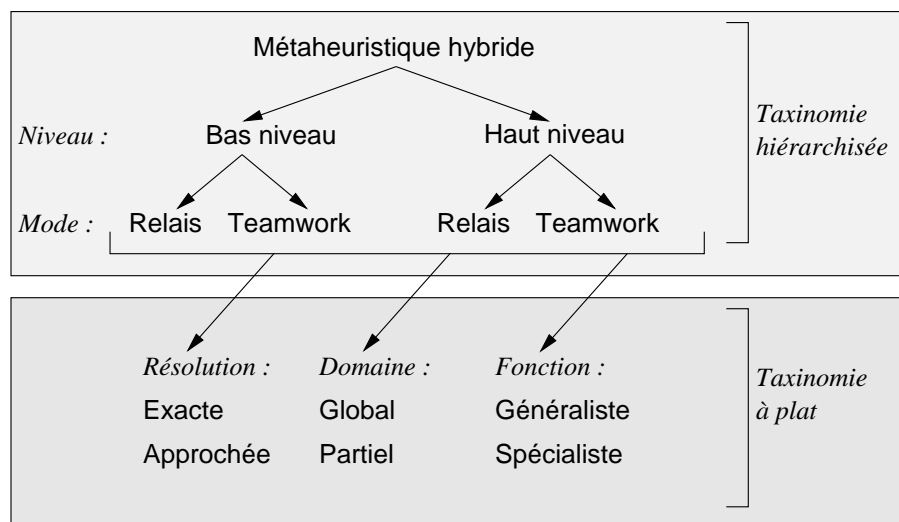 Métaheuristique hybride
Niveau :
Bas niveau
Haut niveau
Taxinomie
hiérarchisée
Mode :
Relais
Teamwork
Relais
Teamwork
Résolution :
Exacte
Approchée
Domaine :
Global
Partiel
Fonction :
Généraliste
Spécialiste
Taxinomie
à plat